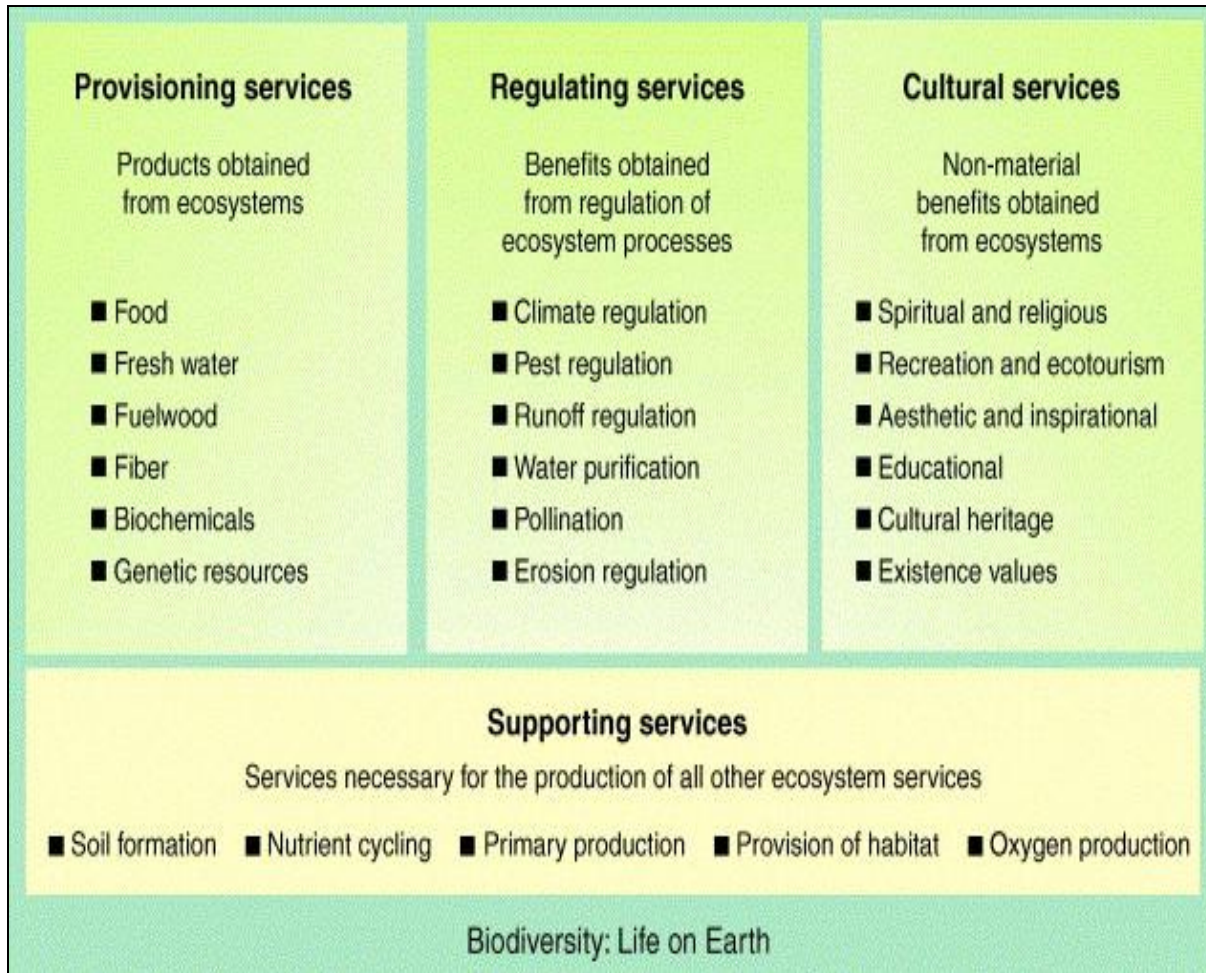 Provisioning services
Products obtained
from ecosystems
■ Food
■ Fresh water
■ Fuelwood
■ Fiber
■ Biochemicals
■ Genetic resources
Regulating services
Benefits obtained
from regulation of
ecosystem processes
■ Climate regulation
■ Pest regulation
■ Runoff regulation
■ Water purification
■ Pollination
■ Erosion regulation
Cultural services
Non-material
benefits obtained
from ecosystems
■ Spiritual and religious
■ Recreation and ecotourism
■ Aesthetic and inspirational
■ Educational
■ Cultural heritage
■ Existence values
Supporting services
Services necessary for the production of all other ecosystem services
■ Soil formation ■ Nutrient cycling ■ Primary production ■ Provision of habitat ■ Oxygen production
Biodiversity: Life on Earth